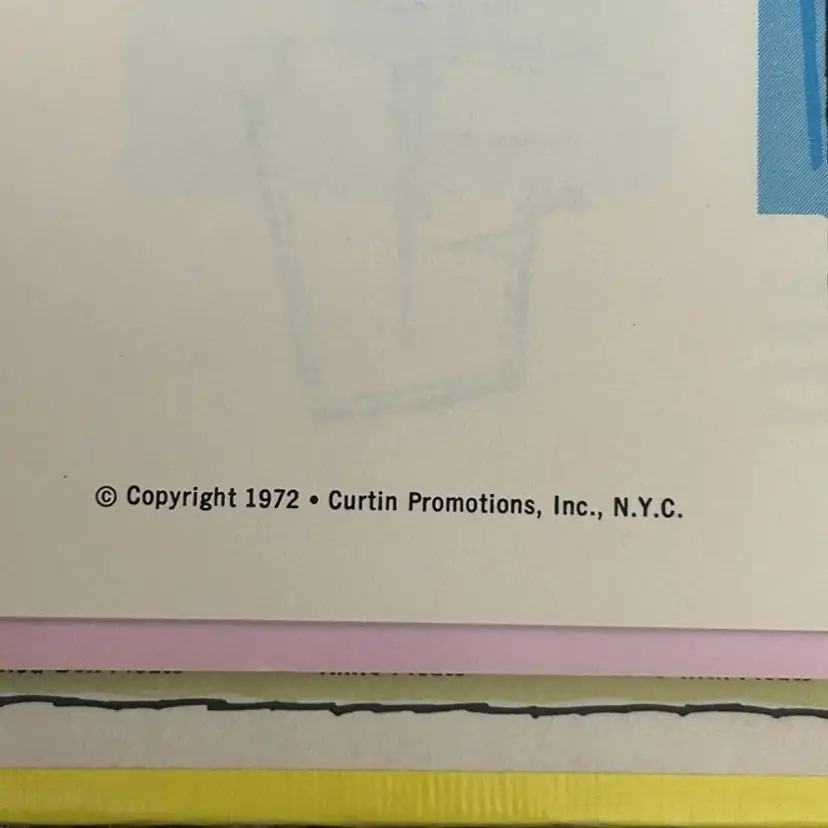 © Copyright 1972 • Curtin Promotions, Inc., N.Y.C.